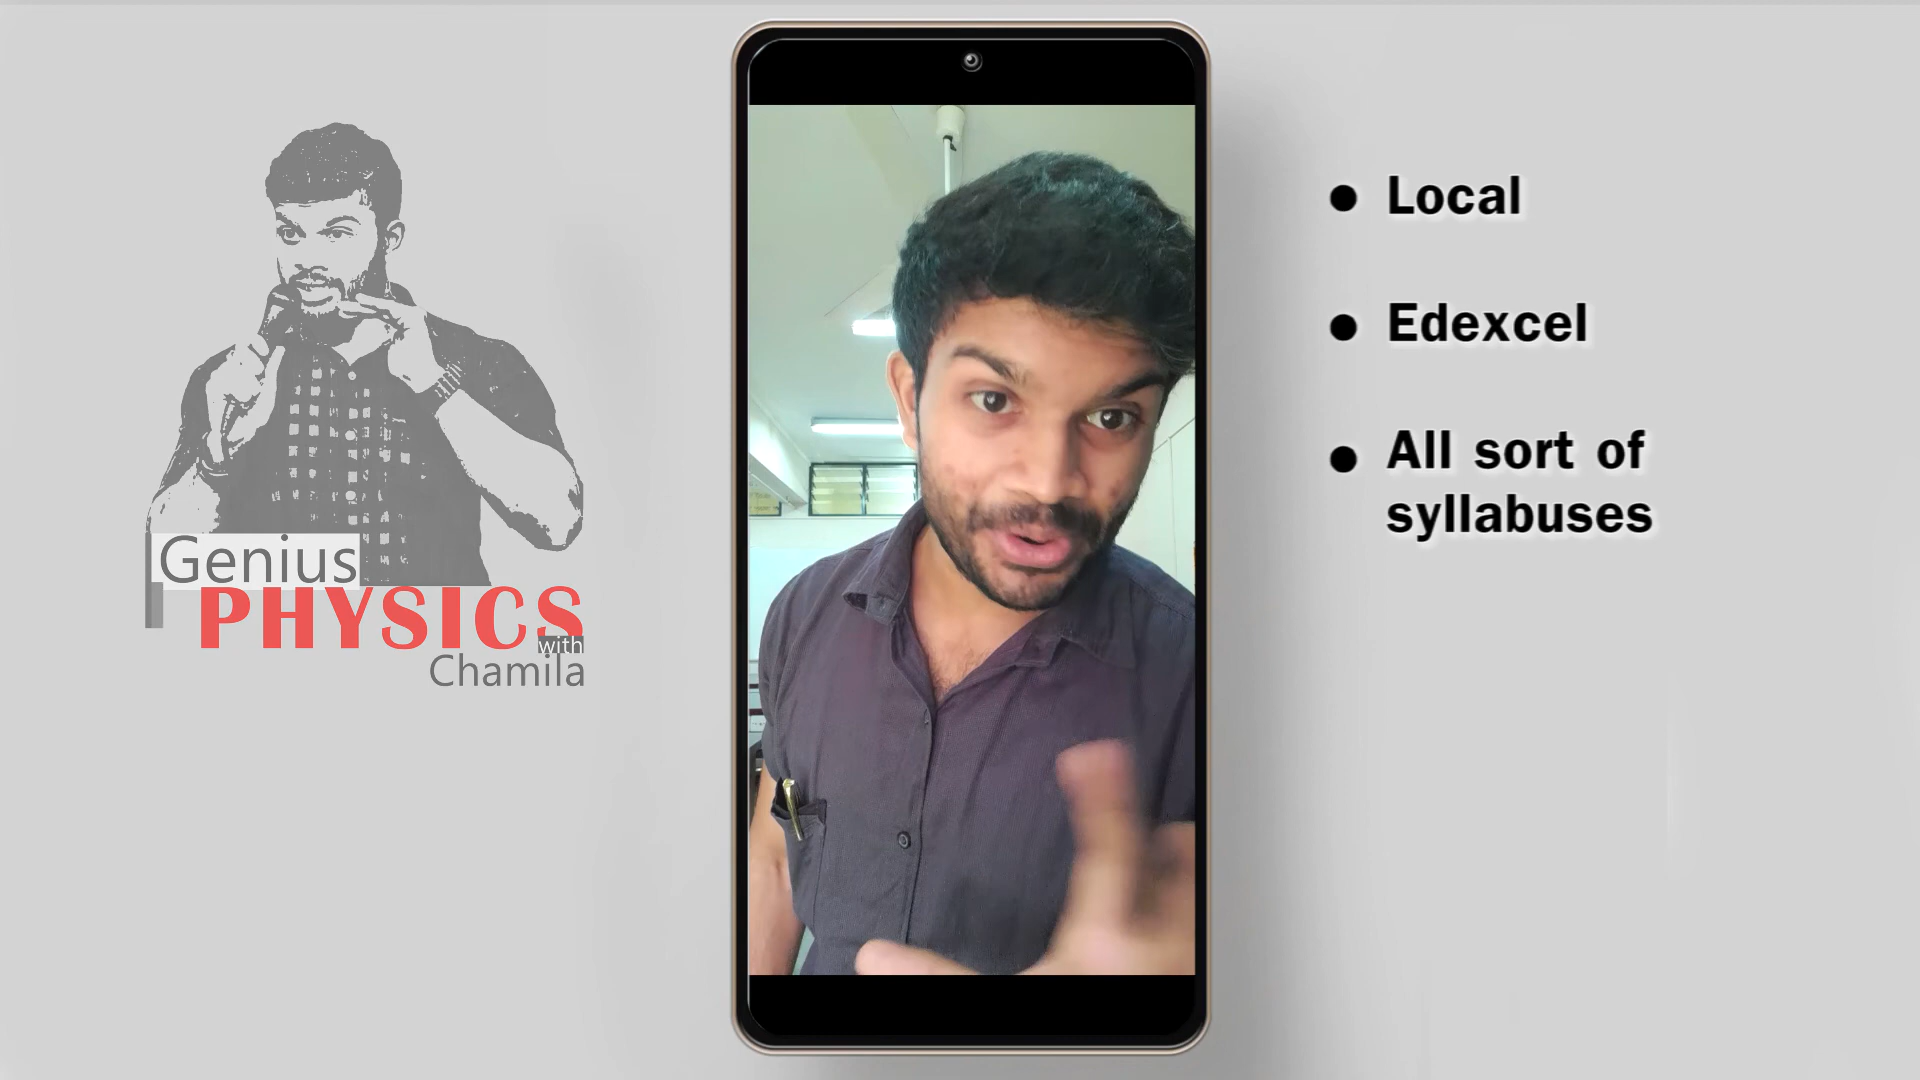 Genius
PHYSICS
with
Chamila
Local
Edexcel
All sort of
syllabuses